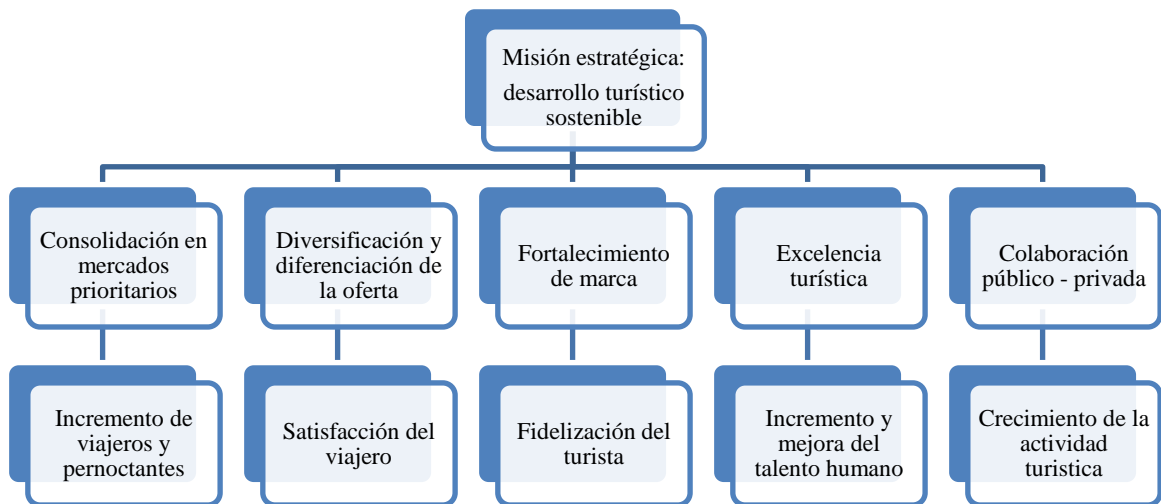 Misión estratégica:
desarrollo turístico
sostenible
Consolidación en
mercados
prioritarios
Diversificación y
diferenciación de
la oferta
Fortalecimiento
de marca
Excelencia
turística
Colaboración
público - privada
Incremento de
viajeros y
pernoctantes
Satisfacción del
viajero
Fidelización del
turista
Incremento y
mejora del
talento humano
Crecimiento de la
actividad
turistica